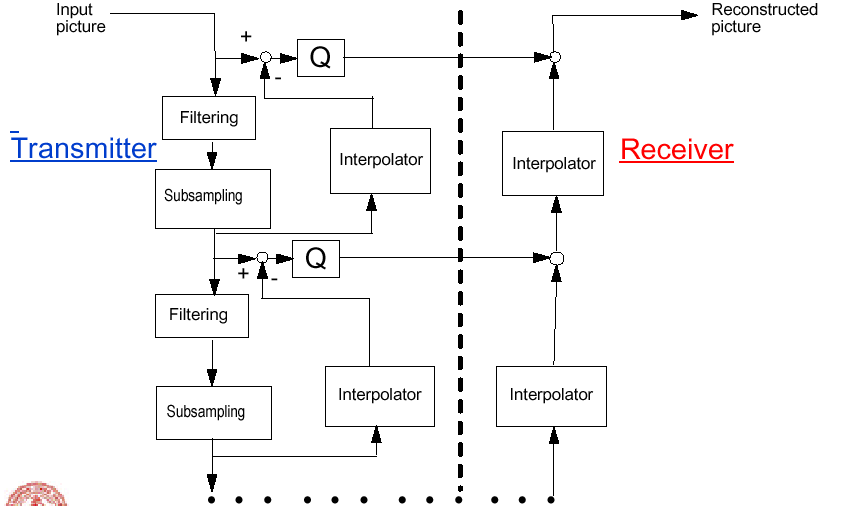 Input
picture
Reconstructed
picture
+
-
Q
Filtering
Transmitter
Interpolator
Interpolator
Receiver
Subsampling
Q
+
-
Filtering
Interpolator
Interpolator
Subsampling